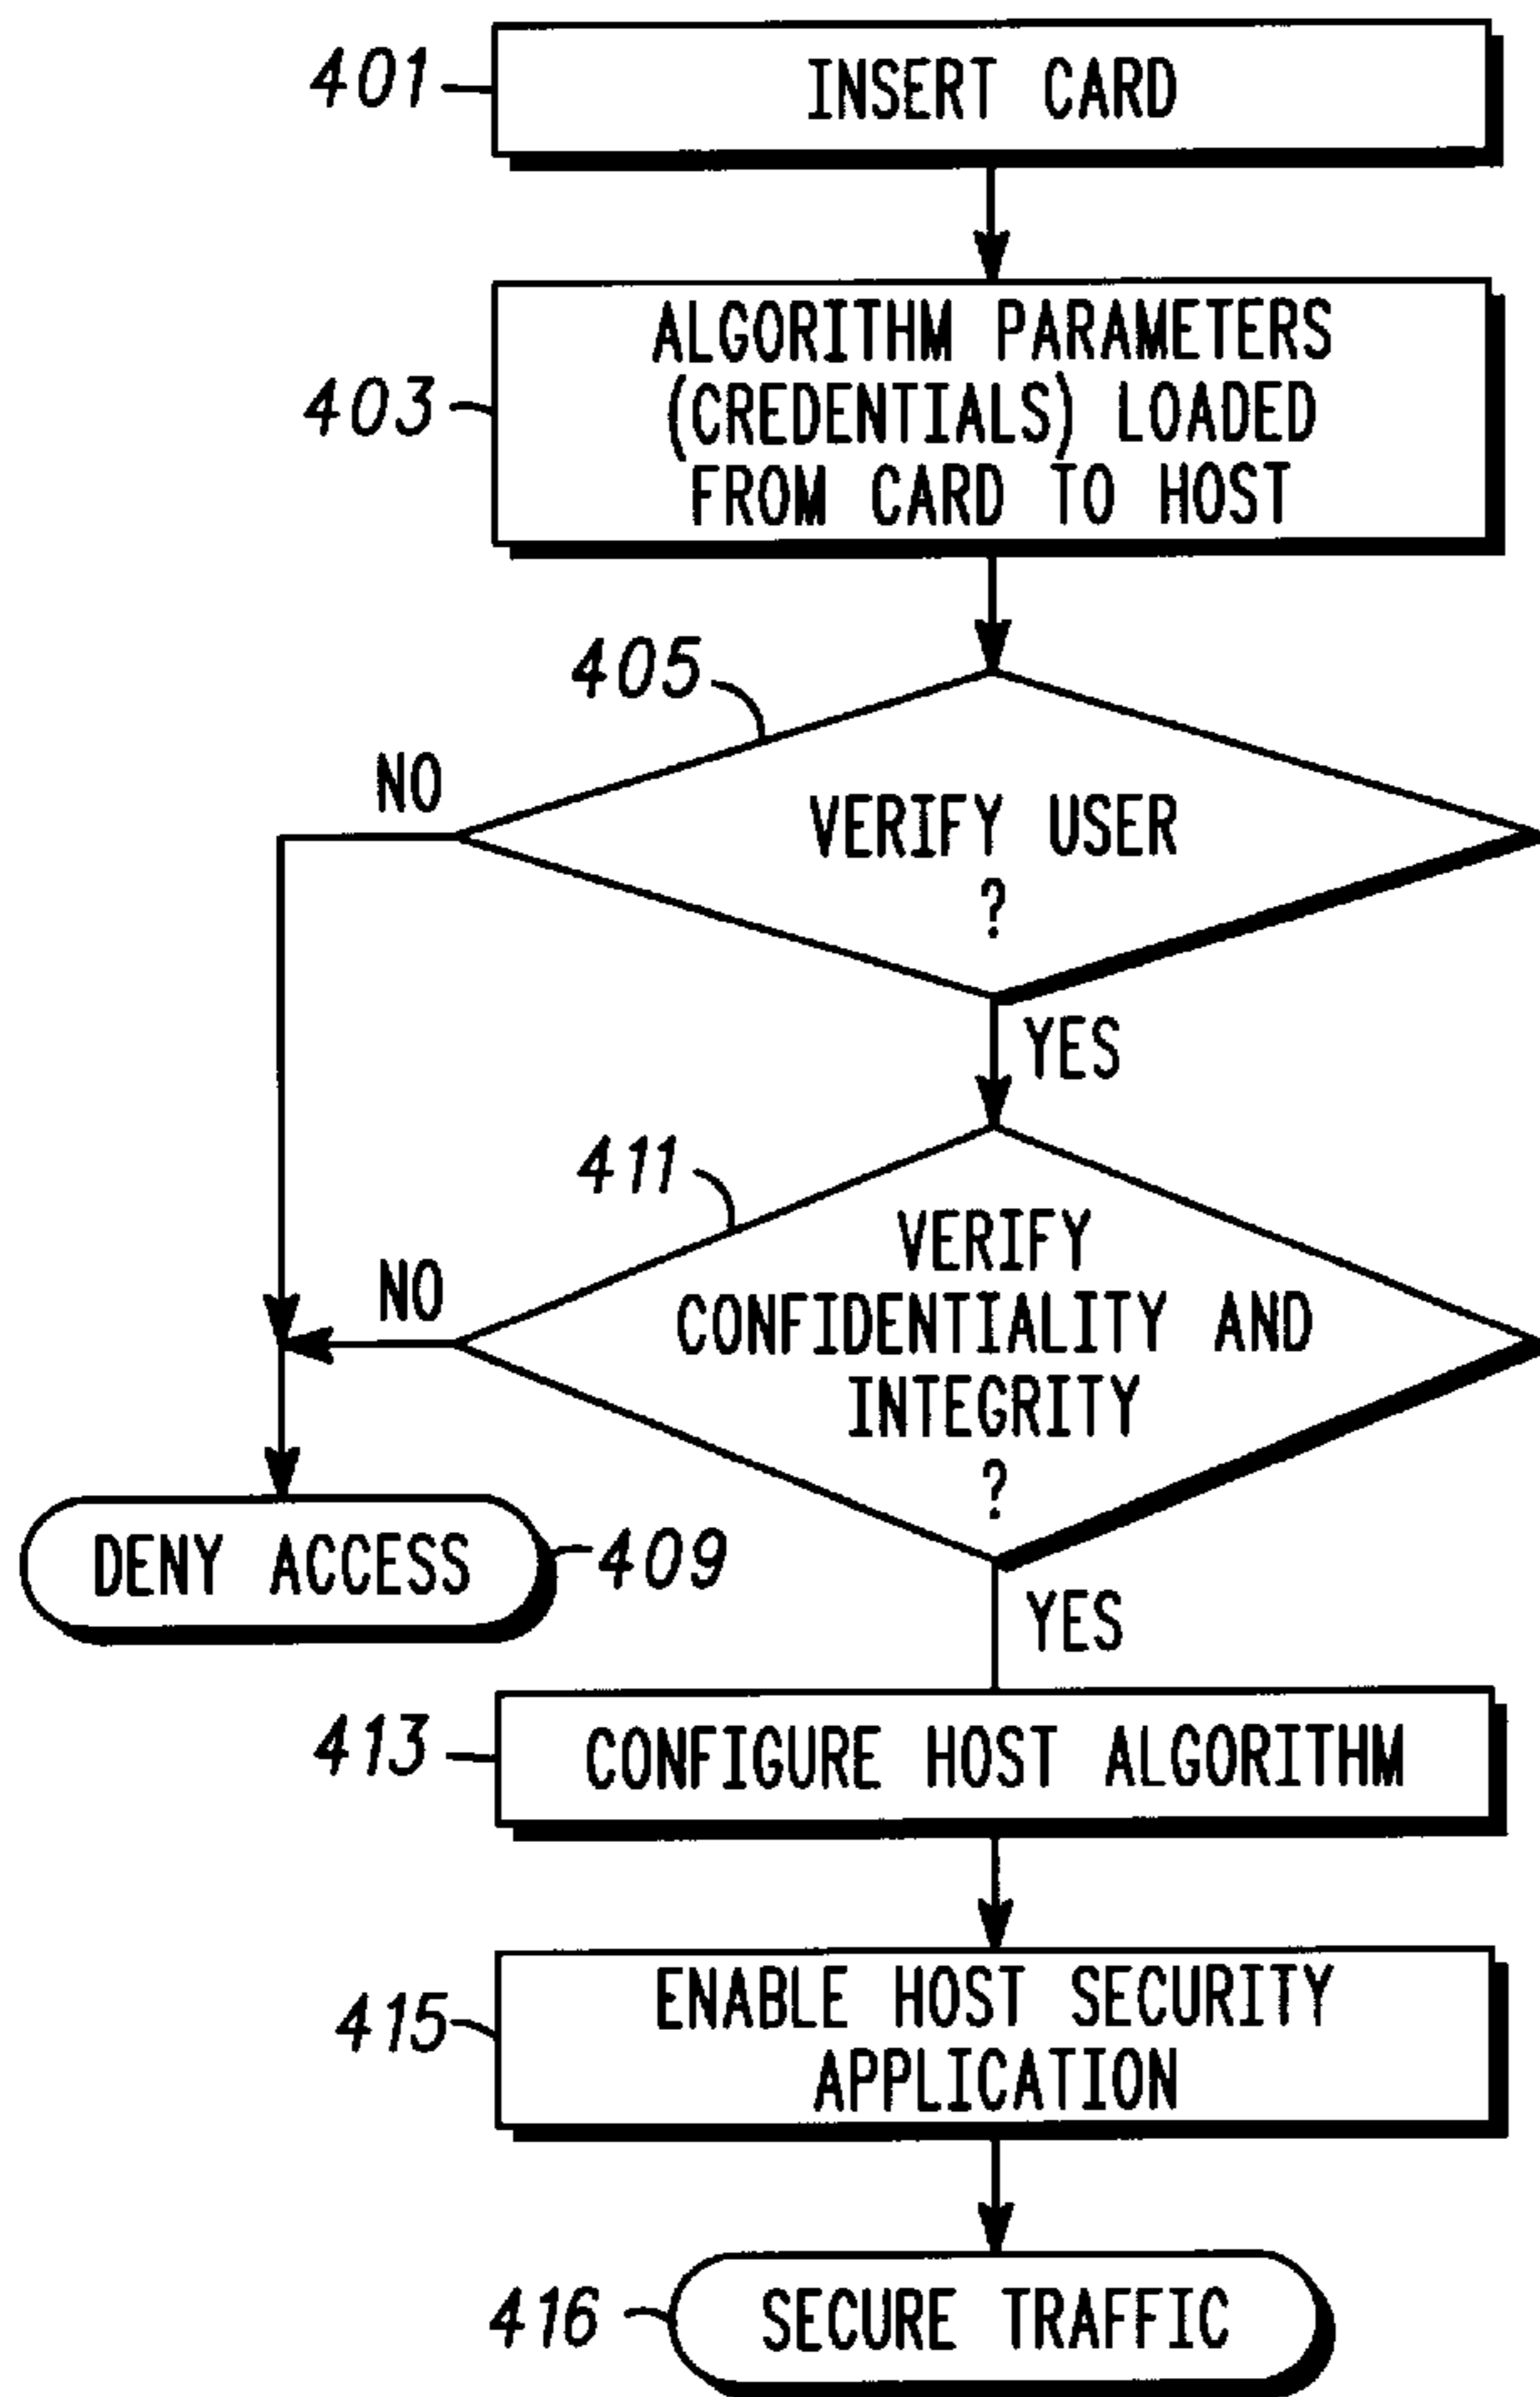 401
INSERT CARD
403
ALGORITHM PARAMETERS
(CREDENTIALS) LOADED
FROM CARD TO HOST
405
NO
VERIFY USER
?
YES
411
NO
VERIFY
CONFIDENTIALITY AND
INTEGRITY
?
DENY ACCESS
409
YES
413
CONFIGURE HOST ALGORITHM
415
ENABLE HOST SECURITY
APPLICATION
416
SECURE TRAFFIC